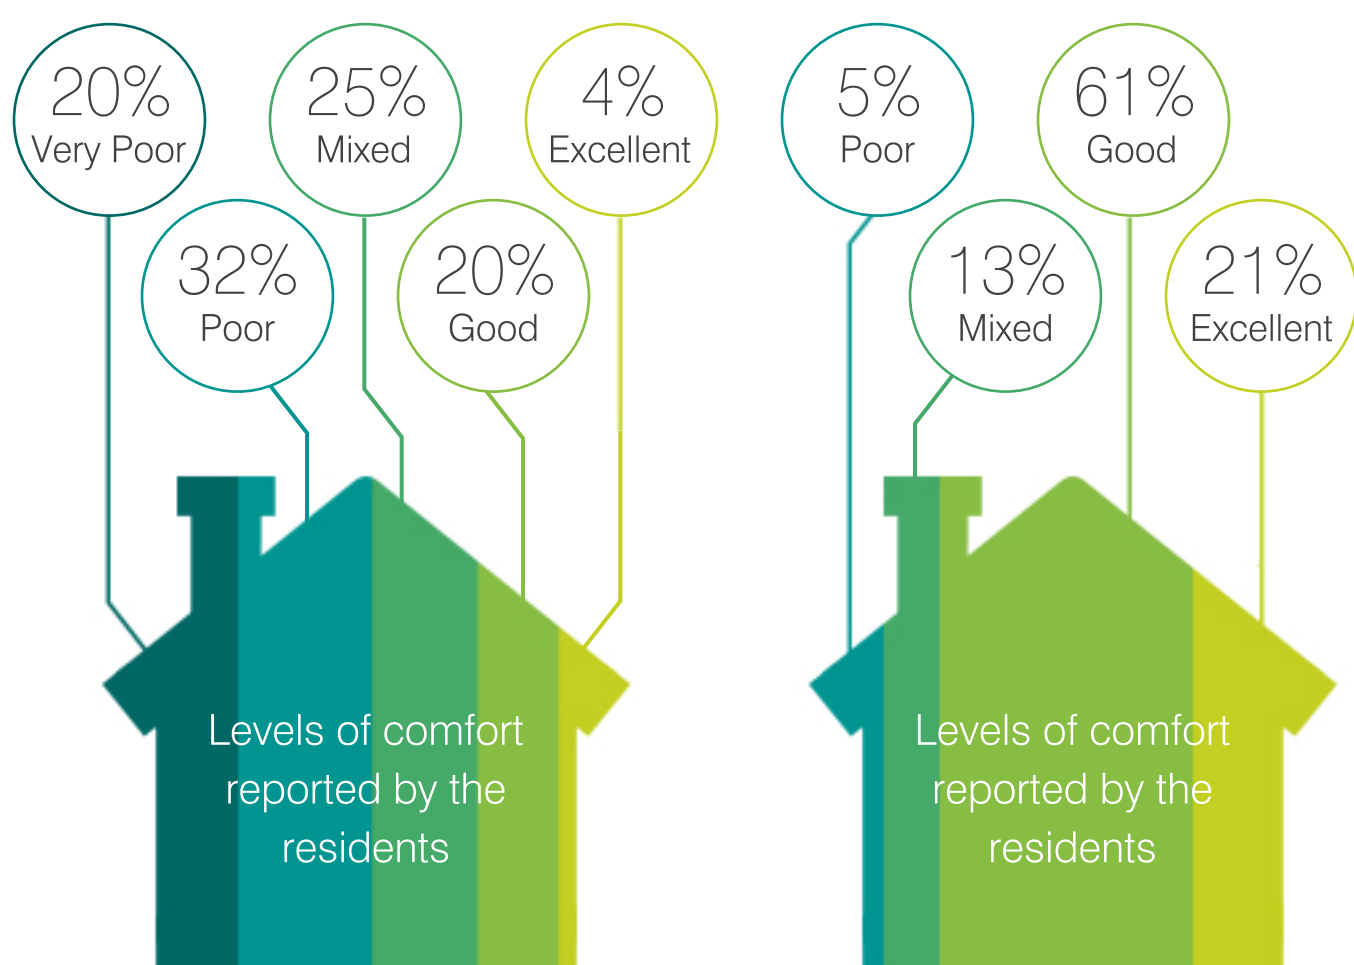 20%
Very Poor
32%
Poor
25%
Mixed
20%
Good
4%
Excellent
Levels of comfort
reported by the
residents
5%
Poor
13%
Mixed
61%
Good
21%
Excellent
Levels of comfort
reported by the
residents